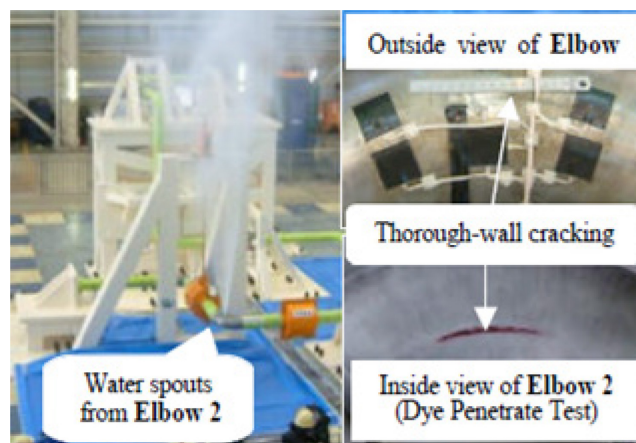 Water spouts
from Elbow 2
Outside view of Elbow
Thorough-wall cracking
Inside view of Elbow 2
(Dye Penetrate Test)